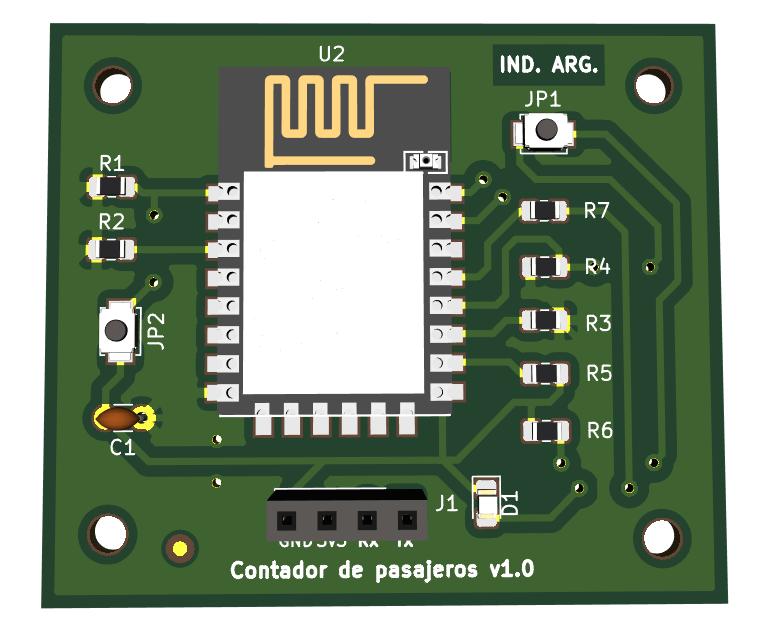 U2
IND. ARG.
JP1
R1
R2
R7
R4
R3
R5
R6
JP2
C1
J1
D1
GND 3V3 Rx Tx
Contador de pasajeros v1.0